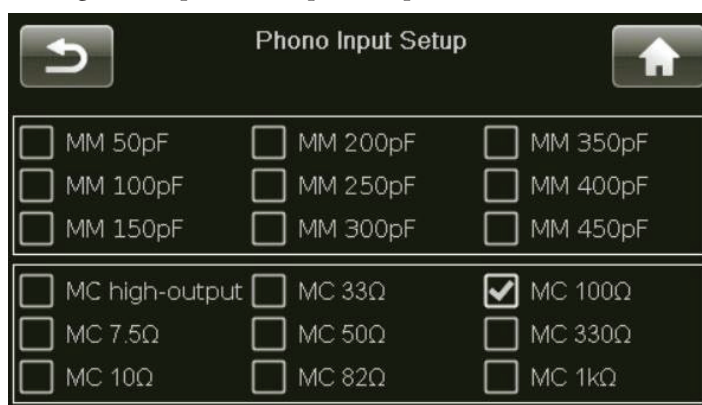 Phono Input Setup
MM 50pF MM 200pF MM 350pF
MM 100pF MM 250pF MM 400pF
MM 150pF MM 300pF MM 450pF
MC high-output MC 33Ω MC 100Ω
MC 7.5Ω MC 50Ω MC 330Ω
MC 10Ω MC 82Ω MC 1kΩ